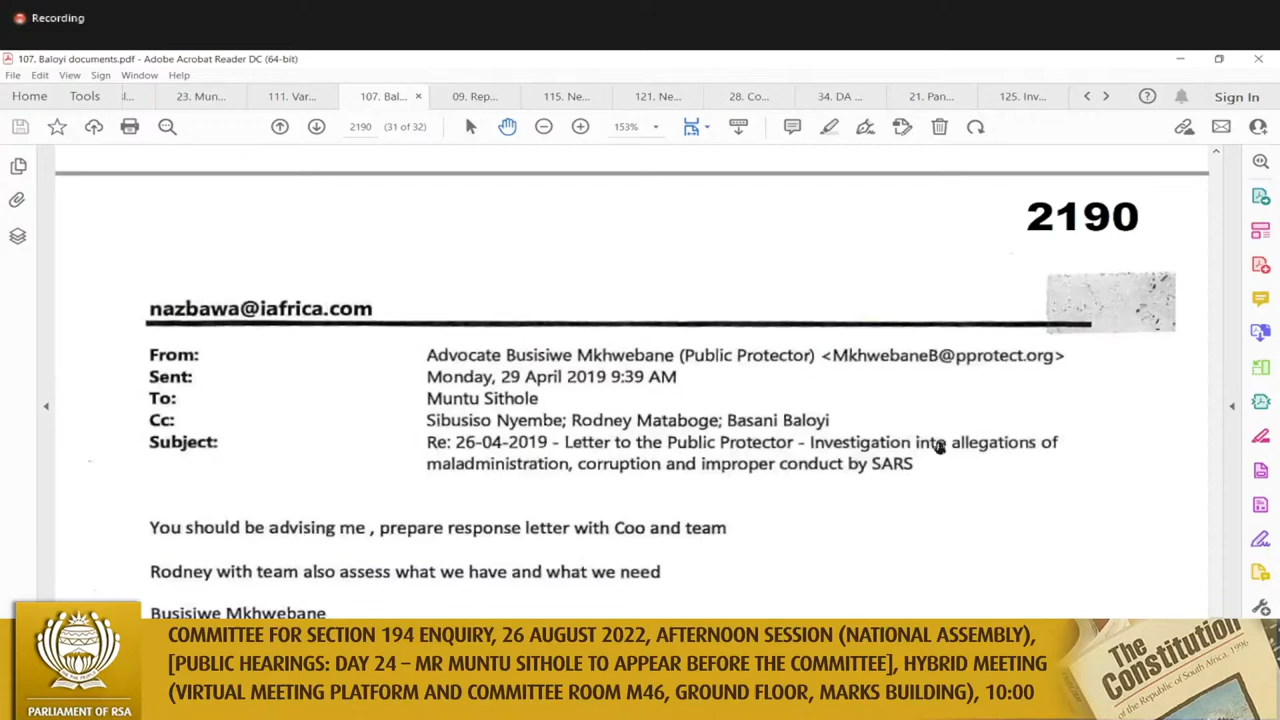 Recording
107. Baloyi documents.pdf - Adobe Acrobat Reader DC (64-bit)
File Edit View Sign Window Help
Home Tools ...l... 23. Mun... 111. Var... 107. Bal... × 09. Rep... 115. Ne... 121. Ne... 28. Co... 34. DA ... 21. Pan... 125. Inv... Sign In
2190 (31 of 32) 153%
2190
nazbawa@iafrica.com
From: Advocate Busisiwe Mkhwebane (Public Protector) <MkhwebaneB@pprotect.org>
Sent: Monday, 29 April 2019 9:39 AM
To: Muntu Sithole
Cc: Sibusiso Nyembe; Rodney Mataboge; Basani Baloyi
Subject: Re: 26-04-2019 - Letter to the Public Protector - Investigation into allegations of
maladministration, corruption and improper conduct by SARS
You should be advising me , prepare response letter with Coo and team
Rodney with team also assess what we have and what we need
Busisiwe Mkhwebane
COMMITTEE FOR SECTION 194 ENQUIRY, 26 AUGUST 2022, AFTERNOON SESSION (NATIONAL ASSEMBLY),
[PUBLIC HEARINGS: DAY 24 – MR MUNTU SITHOLE TO APPEAR BEFORE THE COMMITTEE], HYBRID MEETING
(VIRTUAL MEETING PLATFORM AND COMMITTEE ROOM M46, GROUND FLOOR, MARKS BUILDING), 10:00
PARLIAMENT OF RSA
The
Constitution
of the Republic of South Africa, 1996